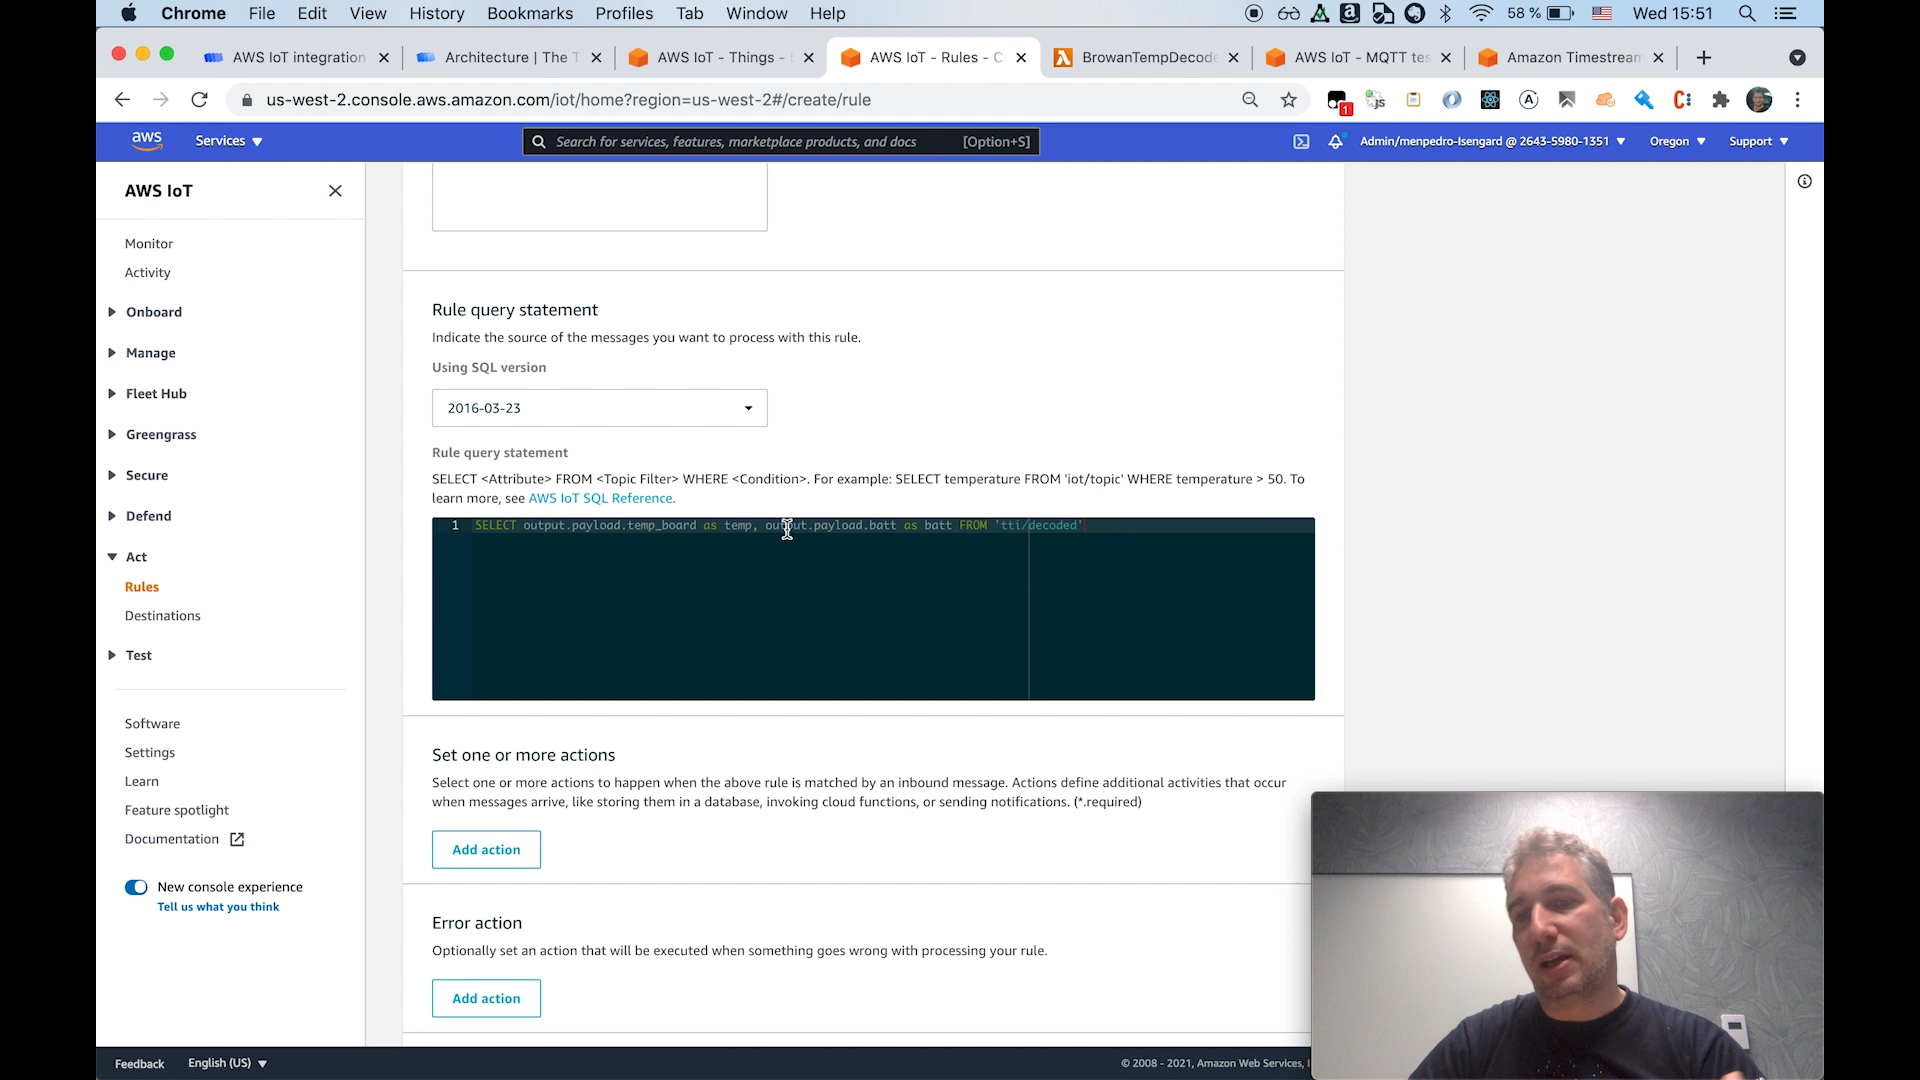 Chrome File Edit View History Bookmarks Profiles Tab Window Help 58 % Wed 15:51
AWS IoT integration Architecture | The T AWS IoT - Things - AWS IoT - Rules - C BrowanTempDecode AWS IoT - MQTT tes Amazon Timestream
us-west-2.console.aws.amazon.com/iot/home?region=us-west-2#/create/rule
aws Services Search for services, features, marketplace products, and docs [Option+S] Admin/menpedro-Isengard @ 2643-5980-1351 Oregon Support
AWS IoT
Monitor
Activity
Onboard
Manage
Fleet Hub
Greengrass
Secure
Defend
Act
Rules
Destinations
Test
Software
Settings
Learn
Feature spotlight
Documentation
New console experience
Tell us what you think
Rule query statement
Indicate the source of the messages you want to process with this rule.
Using SQL version
2016-03-23
Rule query statement
SELECT <Attribute> FROM <Topic Filter> WHERE <Condition>. For example: SELECT temperature FROM 'iot/topic' WHERE temperature > 50. To
learn more, see AWS IoT SQL Reference.
1 SELECT output.payload.temp_board as temp, output.payload.batt as batt FROM 'tti/decoded'
Set one or more actions
Select one or more actions to happen when the above rule is matched by an inbound message. Actions define additional activities that occur
when messages arrive, like storing them in a database, invoking cloud functions, or sending notifications. (*.required)
Add action
Error action
Optionally set an action that will be executed when something goes wrong with processing your rule.
Add action
Feedback English (US) © 2008 - 2021, Amazon Web Services,